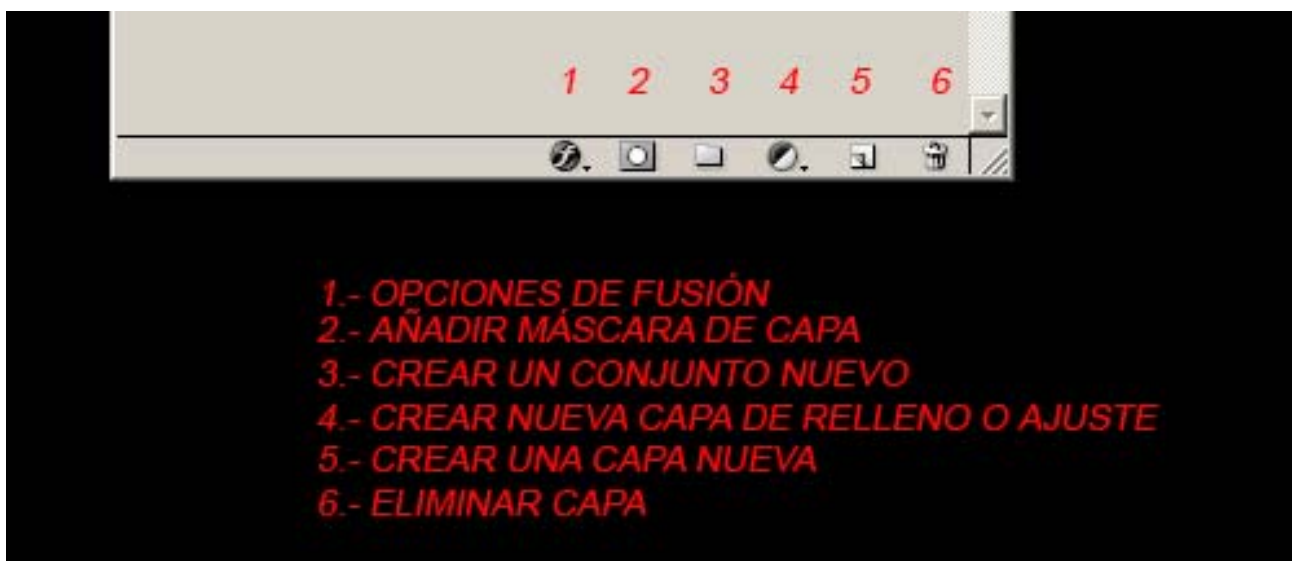 1 2 3 4 5 6
1.- OPCIONES DE FUSIÓN
2.- AÑADIR MÁSCARA DE CAPA
3.- CREAR UN CONJUNTO NUEVO
4.- CREAR NUEVA CAPA DE RELLENO O AJUSTE
5.- CREAR UNA CAPA NUEVA
6.- ELIMINAR CAPA